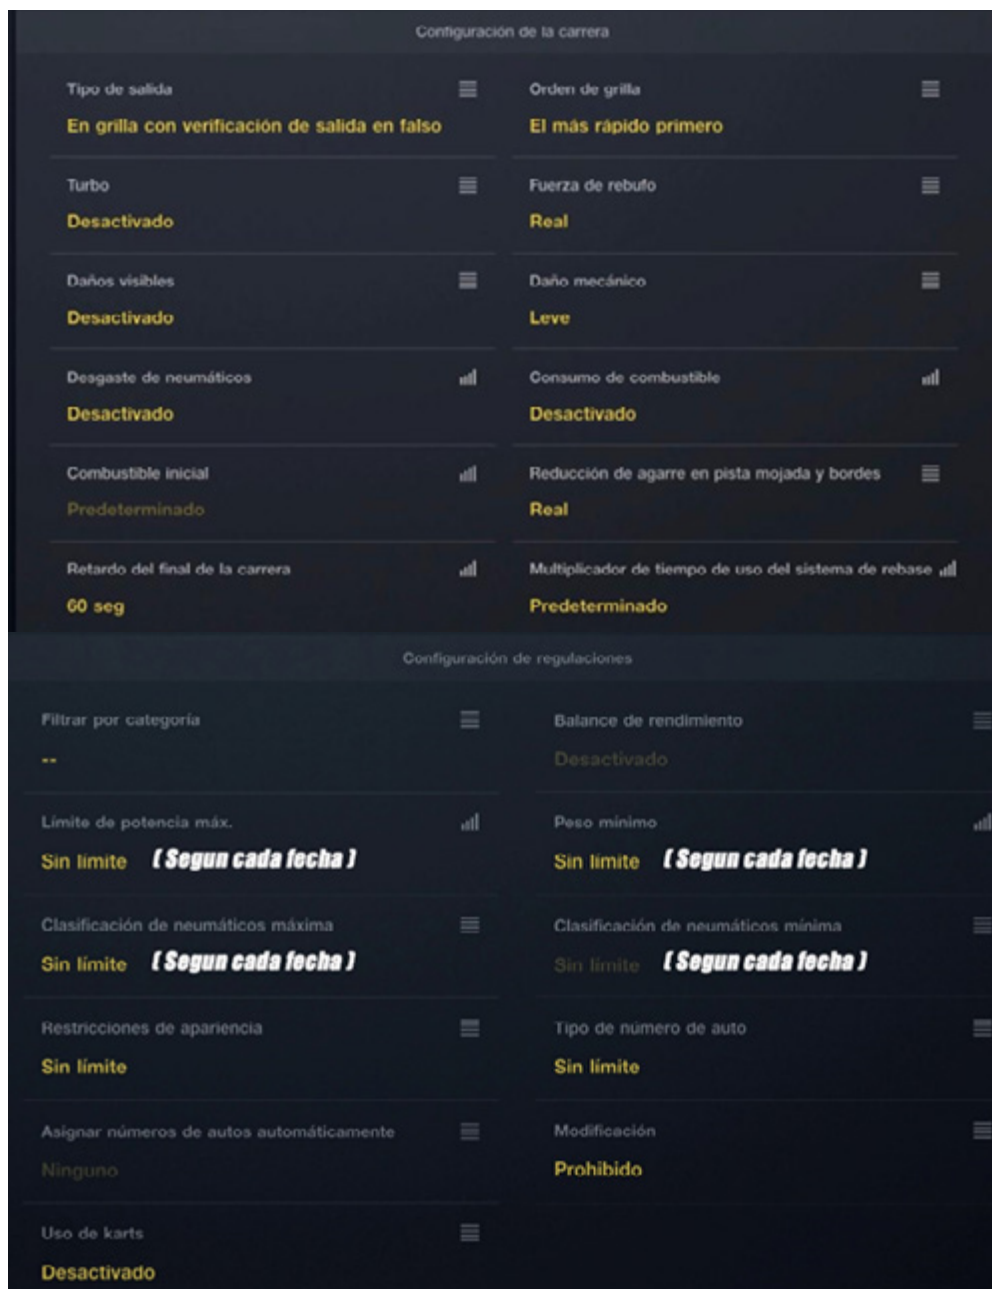 Configuración de la carrera
Tipo de salida
En grilla con verificación de salida en falso
Orden de grilla
El más rápido primero
Turbo
Desactivado
Fuerza de rebufo
Real
Daños visibles
Desactivado
Daño mecánico
Leve
Desgaste de neumáticos
Desactivado
Consumo de combustible
Desactivado
Combustible inicial
Predeterminado
Reducción de agarre en pista mojada y bordes
Real
Retardo del final de la carrera
60 seg
Multiplicador de tiempo de uso del sistema de rebase
Predeterminado
Configuración de regulaciones
Filtrar por categoría
--
Balance de rendimiento
Desactivado
Límite de potencia máx.
Sin límite ( Segun cada fecha )
Peso mínimo
Sin límite ( Segun cada fecha )
Clasificación de neumáticos máxima
Sin límite ( Segun cada fecha )
Clasificación de neumáticos mínima
Sin límite ( Segun cada fecha )
Restricciones de apariencia
Sin límite
Tipo de número de auto
Sin límite
Asignar números de autos automáticamente
Ninguno
Modificación
Prohibido
Uso de karts
Desactivado